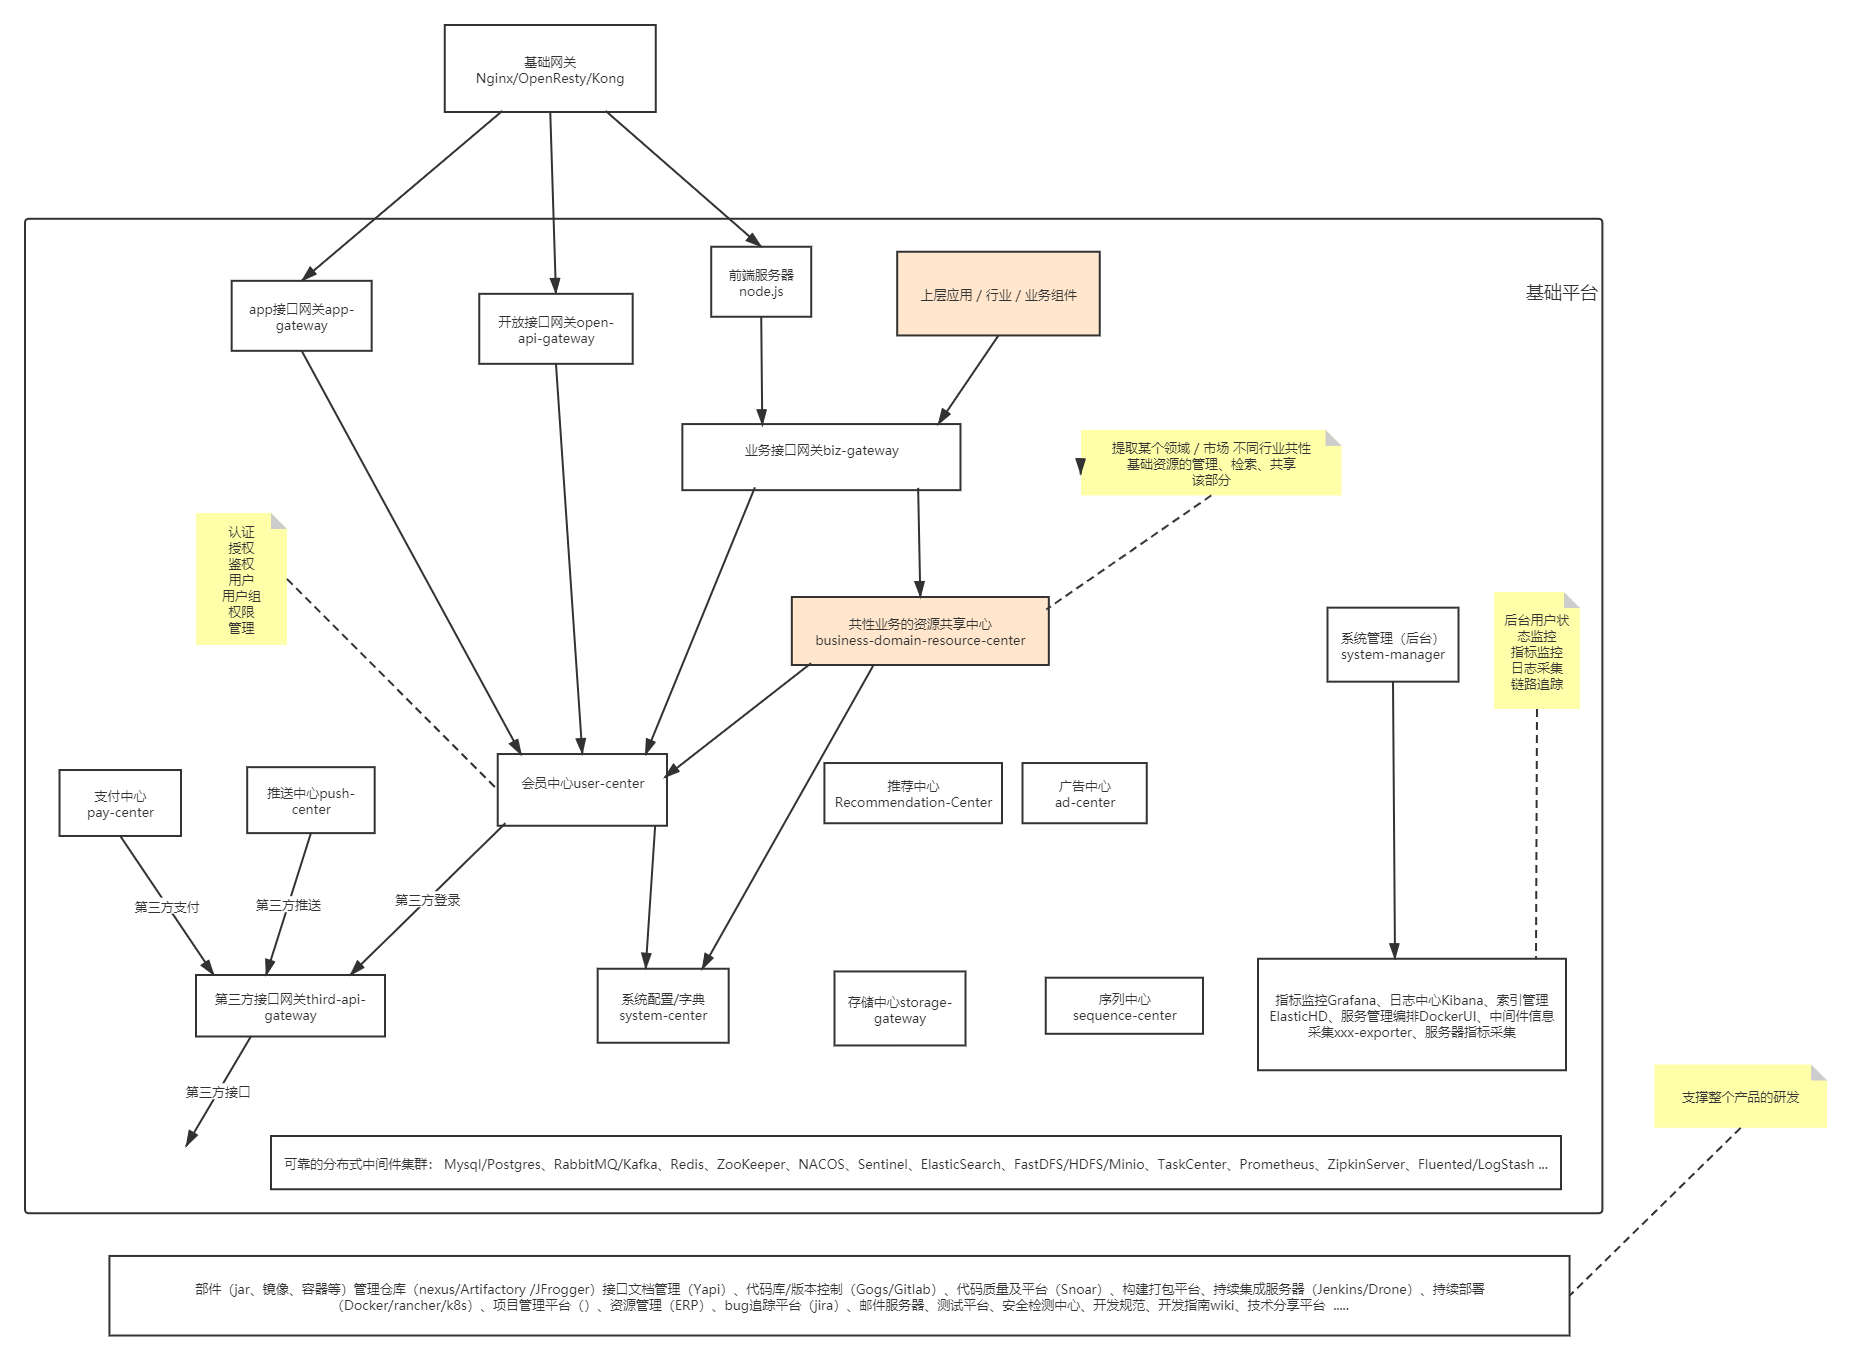 基础网关
Nginx/OpenResty/Kong
前端服务器
node.js
上层应用 / 行业 / 业务组件
基础平台
app接口网关app-
gateway
开放接口网关open-
api-gateway
业务接口网关biz-gateway
提取某个领域 / 市场 不同行业共性
基础资源的管理、检索、共享
该部分
认证
授权
鉴权
用户
用户组
权限
管理
共性业务的资源共享中心
business-domain-resource-center
系统管理（后台）
system-manager
后台用户状
态监控
指标监控
日志采集
链路追踪
支付中心
pay-center
推送中心push-
center
会员中心user-center
推荐中心
Recommendation-Center
广告中心
ad-center
第三方支付
第三方推送
第三方登录
第三方接口网关third-api-
gateway
系统配置/字典
system-center
存储中心storage-
gateway
序列中心
sequence-center
指标监控Grafana、日志中心Kibana、索引管理
ElasticHD、服务管理编排DockerUI、中间件信息
采集xxx-exporter、服务器指标采集
第三方接口
支撑整个产品的研发
可靠的分布式中间件集群： Mysql/Postgres、RabbitMQ/Kafka、Redis、ZooKeeper、NACOS、Sentinel、ElasticSearch、FastDFS/HDFS/Minio、TaskCenter、Prometheus、ZipkinServer、Fluented/LogStash ...
部件（jar、镜像、容器等）管理仓库（nexus/Artifactory /JFrogger）接口文档管理（Yapi）、代码库/版本控制（Gogs/Gitlab）、代码质量及平台（Snoar）、构建打包平台、持续集成服务器（Jenkins/Drone）、持续部署
（Docker/rancher/k8s）、项目管理平台（）、资源管理（ERP）、bug追踪平台（jira）、邮件服务器、测试平台、安全检测中心、开发规范、开发指南wiki、技术分享平台 .....